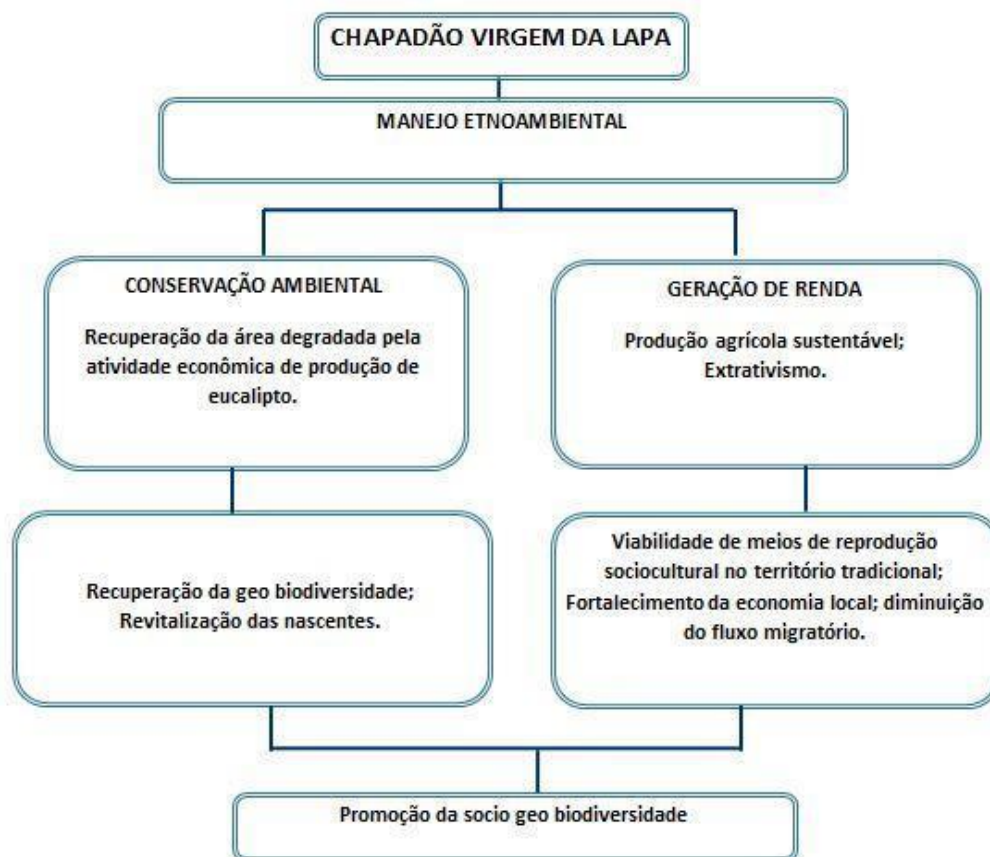 CHAPADÃO VIRGEM DA LAPA
MANEJO ETNOAMBIENTAL
CONSERVAÇÃO AMBIENTAL
Recuperação da área degradada pela
atividade econômica de produção de
eucalipto.
GERAÇÃO DE RENDA
Produção agrícola sustentável;
Extrativismo.
Recuperação da geo biodiversidade;
Revitalização das nascentes.
Viabilidade de meios de reprodução
sociocultural no território tradicional;
Fortalecimento da economia local; diminuição
do fluxo migratório.
Promoção da socio geo biodiversidade